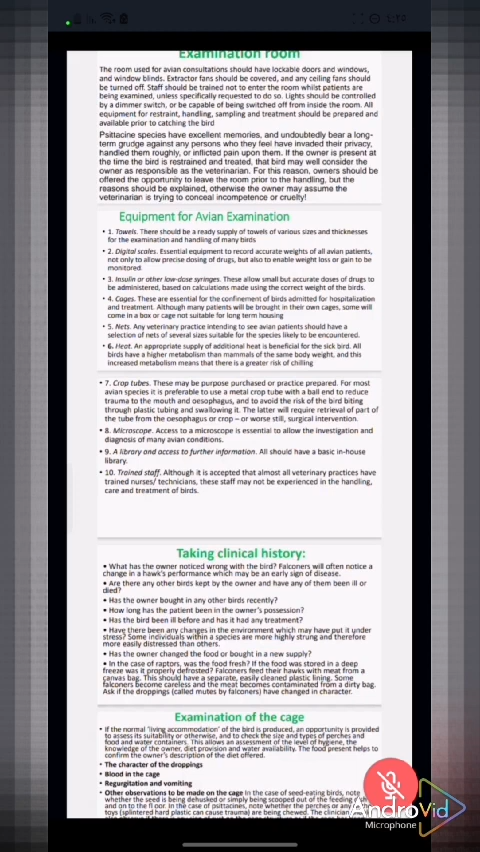 ١:٢٥
Examination room
The room used for avian consultations should have lockable doors and windows,
and window blinds. Extractor fans should be covered, and any ceiling fans should
be turned off. Staff should be trained not to enter the room whilst patients are
being examined, unless specifically requested to do so. Lights should be controlled
by a dimmer switch, or be capable of being switched off from inside the room. All
equipment for restraint, handling, sampling and treatment should be prepared and
available prior to catching the bird
Psittacine species have excellent memories, and undoubtedly bear a long-
term grudge against any persons who they feel have invaded their privacy,
handled them roughly, or inflicted pain upon them. If the owner is present at
the time the bird is restrained and treated, that bird may well consider the
owner as responsible as the veterinarian. For this reason, owners should be
offered the opportunity to leave the room prior to the handling, but the
reasons should be explained, otherwise the owner may assume the
veterinarian is trying to conceal incompetence or cruelty!
Equipment for Avian Examination
• 1. Towels. There should be a ready supply of towels of various sizes and thicknesses
for the examination and handling of many birds
• 2. Digital scales. Essential equipment to record accurate weights of all avian patients,
not only to allow precise dosing of drugs, but also to enable weight loss or gain to be
monitored.
• 3. Insulin or other low-dose syringes. These allow small but accurate doses of drugs to
be administered, based on calculations made using the correct weight of the bird.
• 4. Cages. These are essential for the confinement of birds admitted for hospitalization
and treatment. Although many patients will be brought in their own cages, some will
come in a box or cage not suitable for long term housing
• 5. Nets. Any veterinary practice intending to see avian patients should have a
selection of nets of several sizes suitable for the species likely to be encountered.
• 6. Heat. An appropriate supply of additional heat is beneficial for the sick bird. All
birds have a higher metabolism than mammals of the same body weight, and this
increased metabolism means that there is a greater risk of chilling
• 7. Crop tubes. These may be purpose purchased or practice prepared. For most
avian species it is preferable to use a metal crop tube with a ball end to reduce
trauma to the mouth and oesophagus, and to avoid the risk of the bird biting
through plastic tubing and swallowing it. The latter will require retrieval of part of
the tube from the oesophagus or crop – or worse still, surgical intervention.
• 8. Microscope. Access to a microscope is essential to allow the investigation and
diagnosis of many avian conditions.
• 9. A library and access to further information. All should have a basic in-house
library.
• 10. Trained staff. Although it is accepted that almost all veterinary practices have
trained nurses/ technicians, these staff may not be experienced in the handling,
care and treatment of birds.
Taking clinical history:
• What has the owner noticed wrong with the bird? Falconers will often notice a
change in a hawk's performance which may be an early sign of disease.
• Are there any other birds kept by the owner and have any of them been ill or
died?
• Has the owner bought in any other birds recently?
• How long has the patient been in the owner's possession?
• Has the bird been ill before and has it had any treatment?
• Have there been any changes in the environment which may have put it under
stress? Some individuals within a species are more highly strung and therefore
more easily distressed than others.
• Has the owner changed the food or bought in a new supply?
• In the case of raptors, was the food fresh? If the food was stored in a deep
freeze was it properly defrosted? Falconers feed their hawks with meat from a
canvas bag. This should have a separate, easily cleaned plastic lining. Some
falconers become careless and the meat becomes contaminated from a dirty bag.
Ask if the droppings (called mutes by falconers) have changed in character.
Examination of the cage
• If the normal 'living accommodation' of the bird is produced, an opportunity is provided
to assess its suitability or otherwise, and to check the size and types of perches and
food and water containers. This allows an assessment of the level of hygiene, the
knowledge of the owner, diet provision and water availability. The food present helps to
confirm the owner's description of the diet offered.
• The character of the droppings
• Blood in the cage
• Regurgitation and vomiting
• Other observations to be made on the cage In the case of seed-eating birds, note
whether the seed is being dehusked or simply being scooped out of the feeding
and on to the floor. In the case of psittacines, note whether the perches or any
toys (splintered hard plastic can cause trauma) are being chewed. The clinician
AndroVid
Microphone